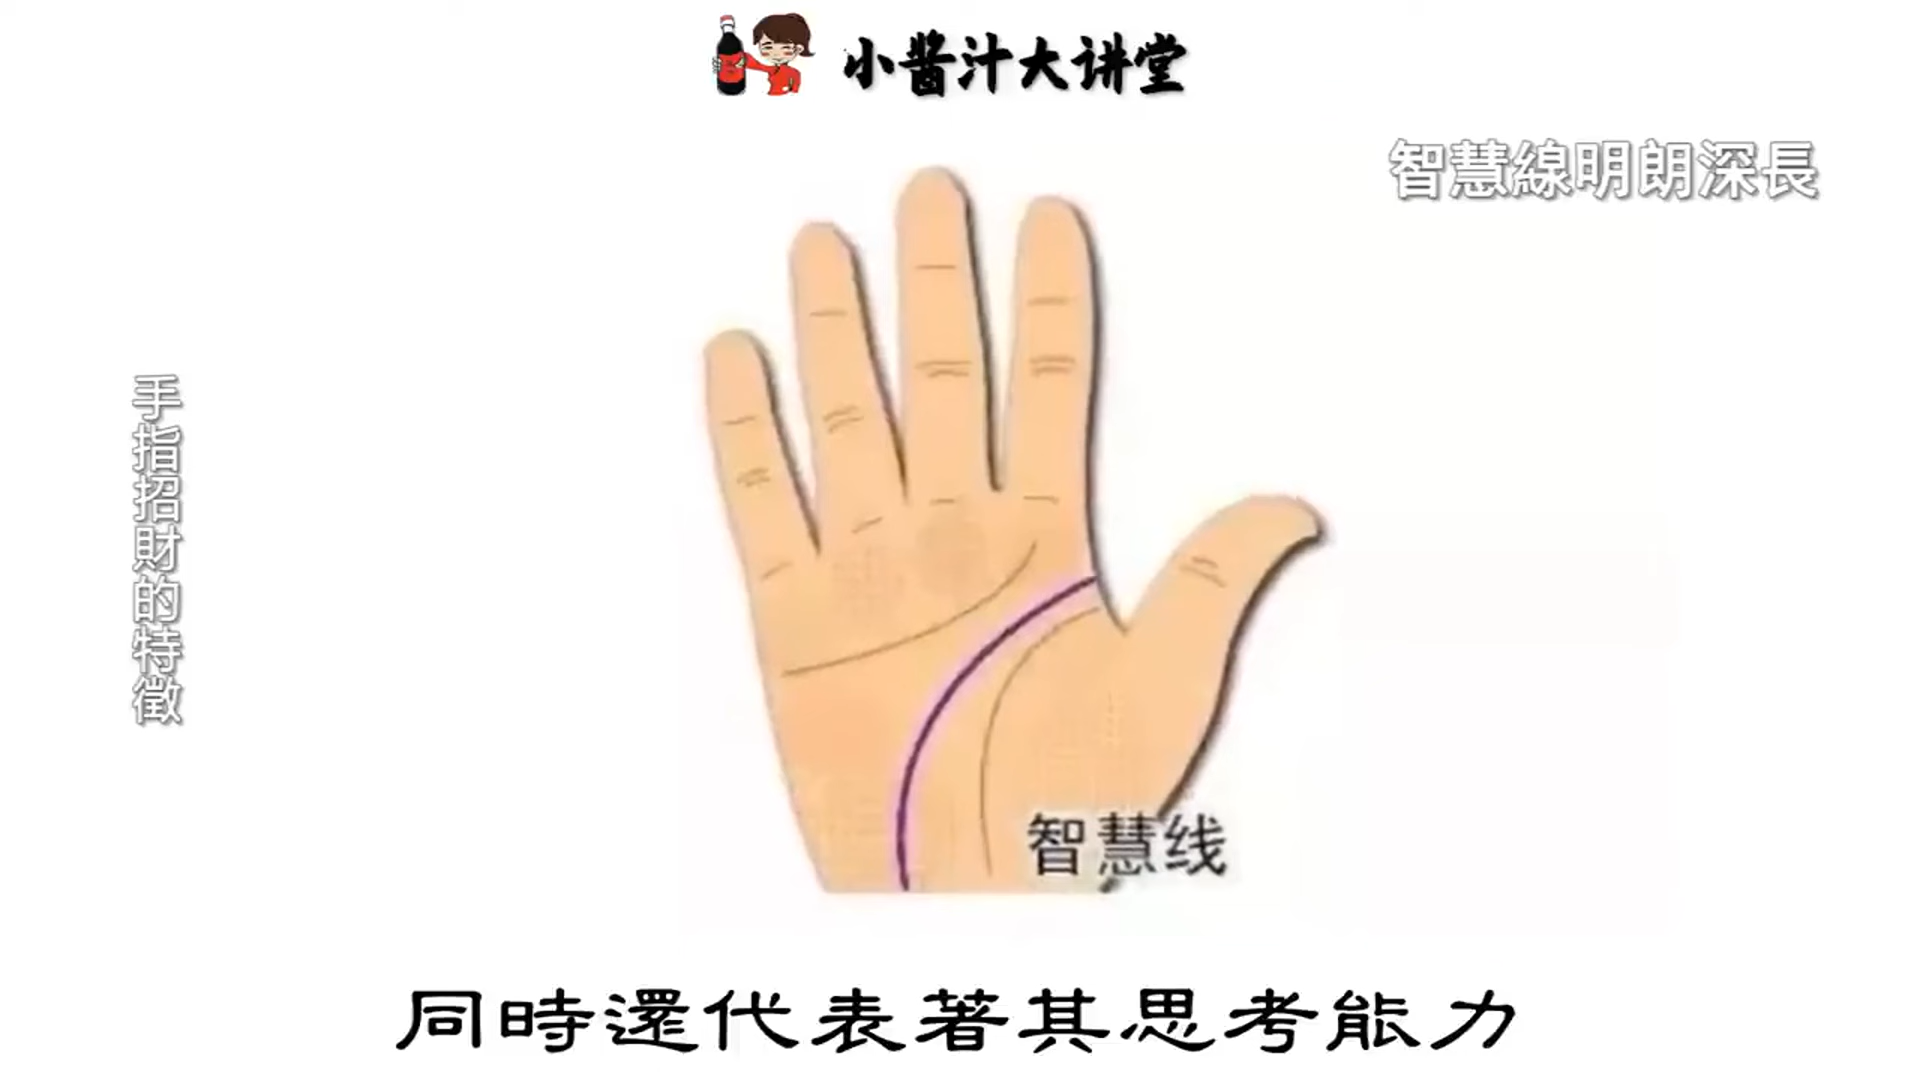 小酱汁大讲堂
智慧線明朗深長
手指招財的特徵
智慧线
同時還代表著其思考能力